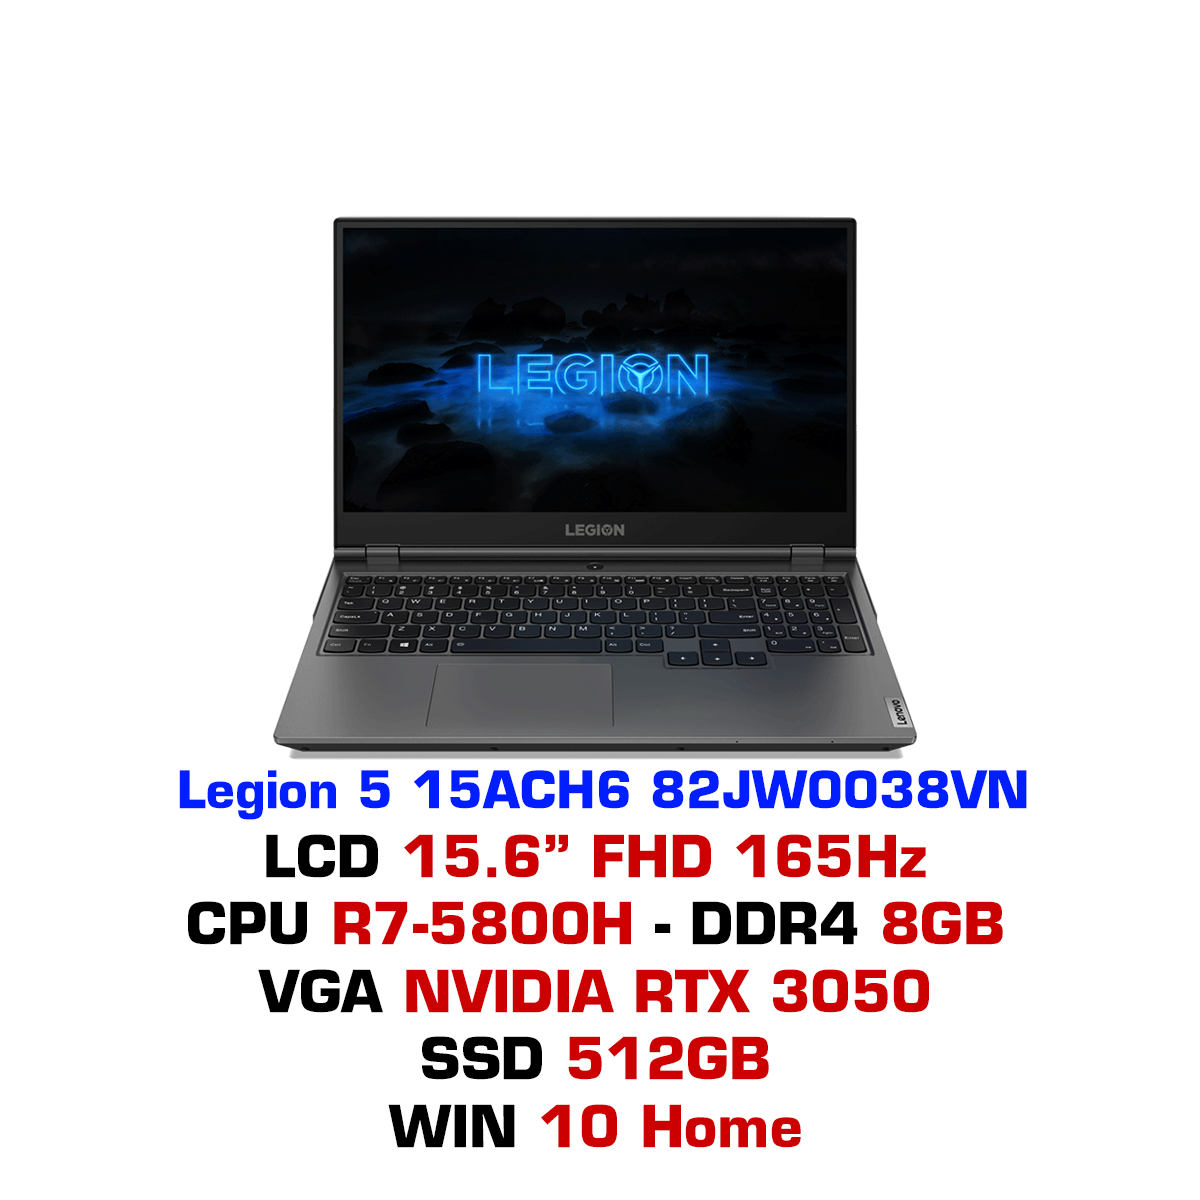 LEGION
LEGION
Lenovo
Legion 5 15ACH6 82JW0038VN
LCD 15.6” FHD 165Hz
CPU R7-5800H - DDR4 8GB
VGA NVIDIA RTX 3050
SSD 512GB
WIN 10 Home